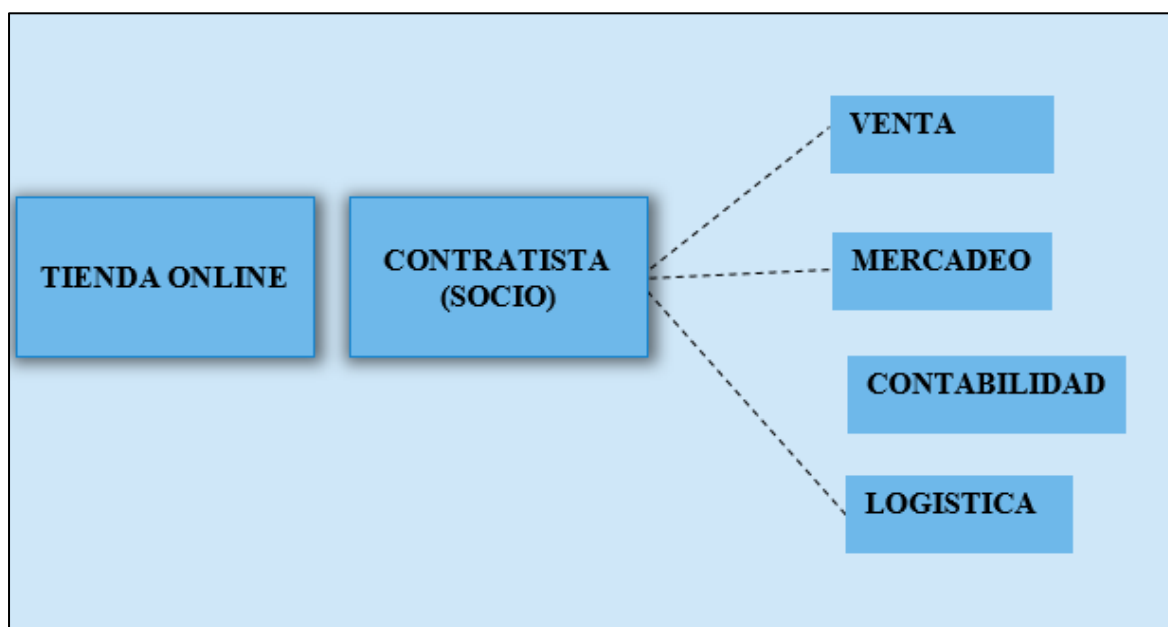 TIENDA ONLINE
CONTRATISTA
(SOCIO)
VENTA
MERCADEO
CONTABILIDAD
LOGISTICA